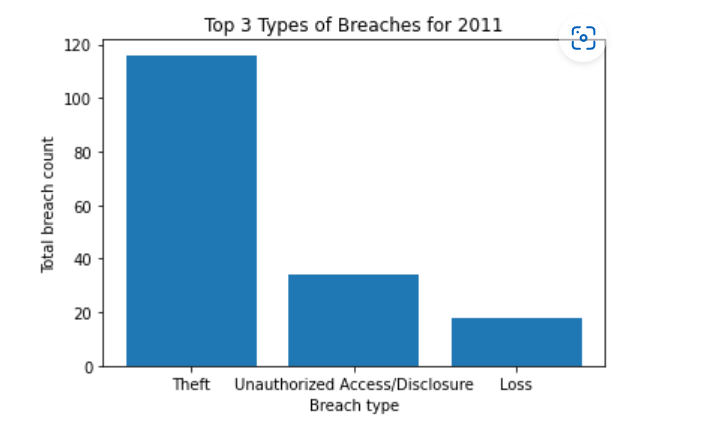 Top 3 Types of Breaches for 2011
120
100
80
60
40
20
0
Total breach count
Theft Unauthorized Access/Disclosure Loss
Breach type